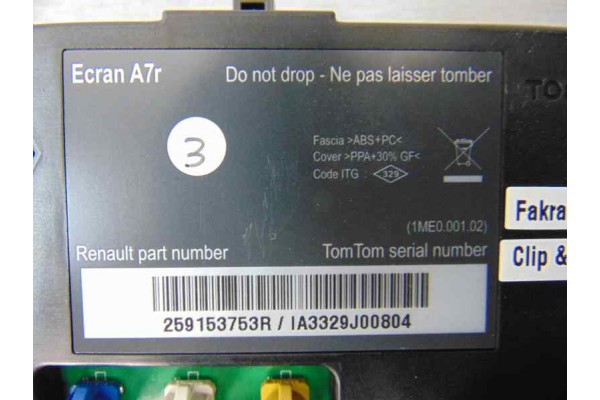 Ecran A7r Do not drop - Ne pas laisser tomber
3
Fascia >ABS+PC<
Cover >PPA+30% GF<
Code ITG : 329
(1ME0.001.02)
Fakra
Clip &
Renault part number TomTom serial number
259153753R / IA3329J00804